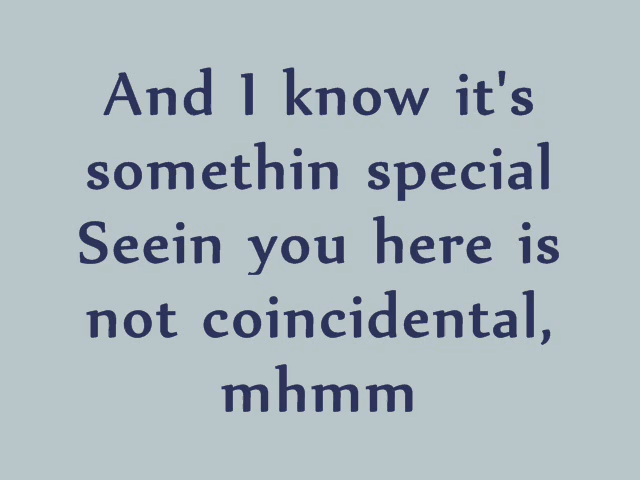 And I know it's
somethin special
Seein you here is
not coincidental,
mhmm